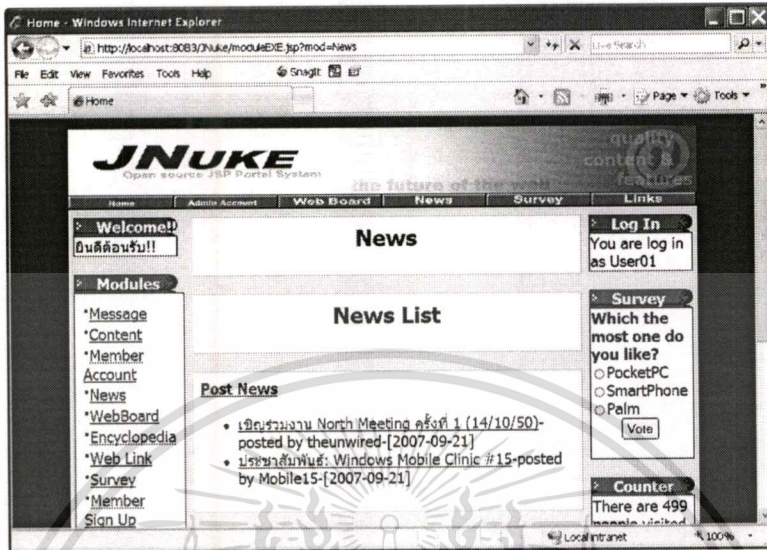 Home - Windows Internet Explorer
http://localhost:8083/JNuke/moduleEXE.jsp?mod=News
Live Search
File Edit View Favorites Tools Help
SnagIt
Home
Page
Tools
JNUKE
Open source JSP Portal System
the future of the web
quality
content &
features
Home
Admin Account
Web Board
News
Survey
Links
Welcome!!
ยินดีต้อนรับ!!
Modules
*Message
*Content
*Member
Account
*News
*WebBoard
*Encyclopedia
*Web Link
*Survey
*Member
Sign Up
News
News List
Post News
• เชิญร่วมงาน North Meeting ครั้งที่ 1 (14/10/50)-
posted by theunwired-[2007-09-21]
• ประชาสัมพันธ์: Windows Mobile Clinic #15-posted
by Mobile15-[2007-09-21]
Log In
You are log in
as User01
Survey
Which the
most one do
you like?
PocketPC
SmartPhone
Palm
Vote
Counter
There are 499
people visited
Local intranet
100%